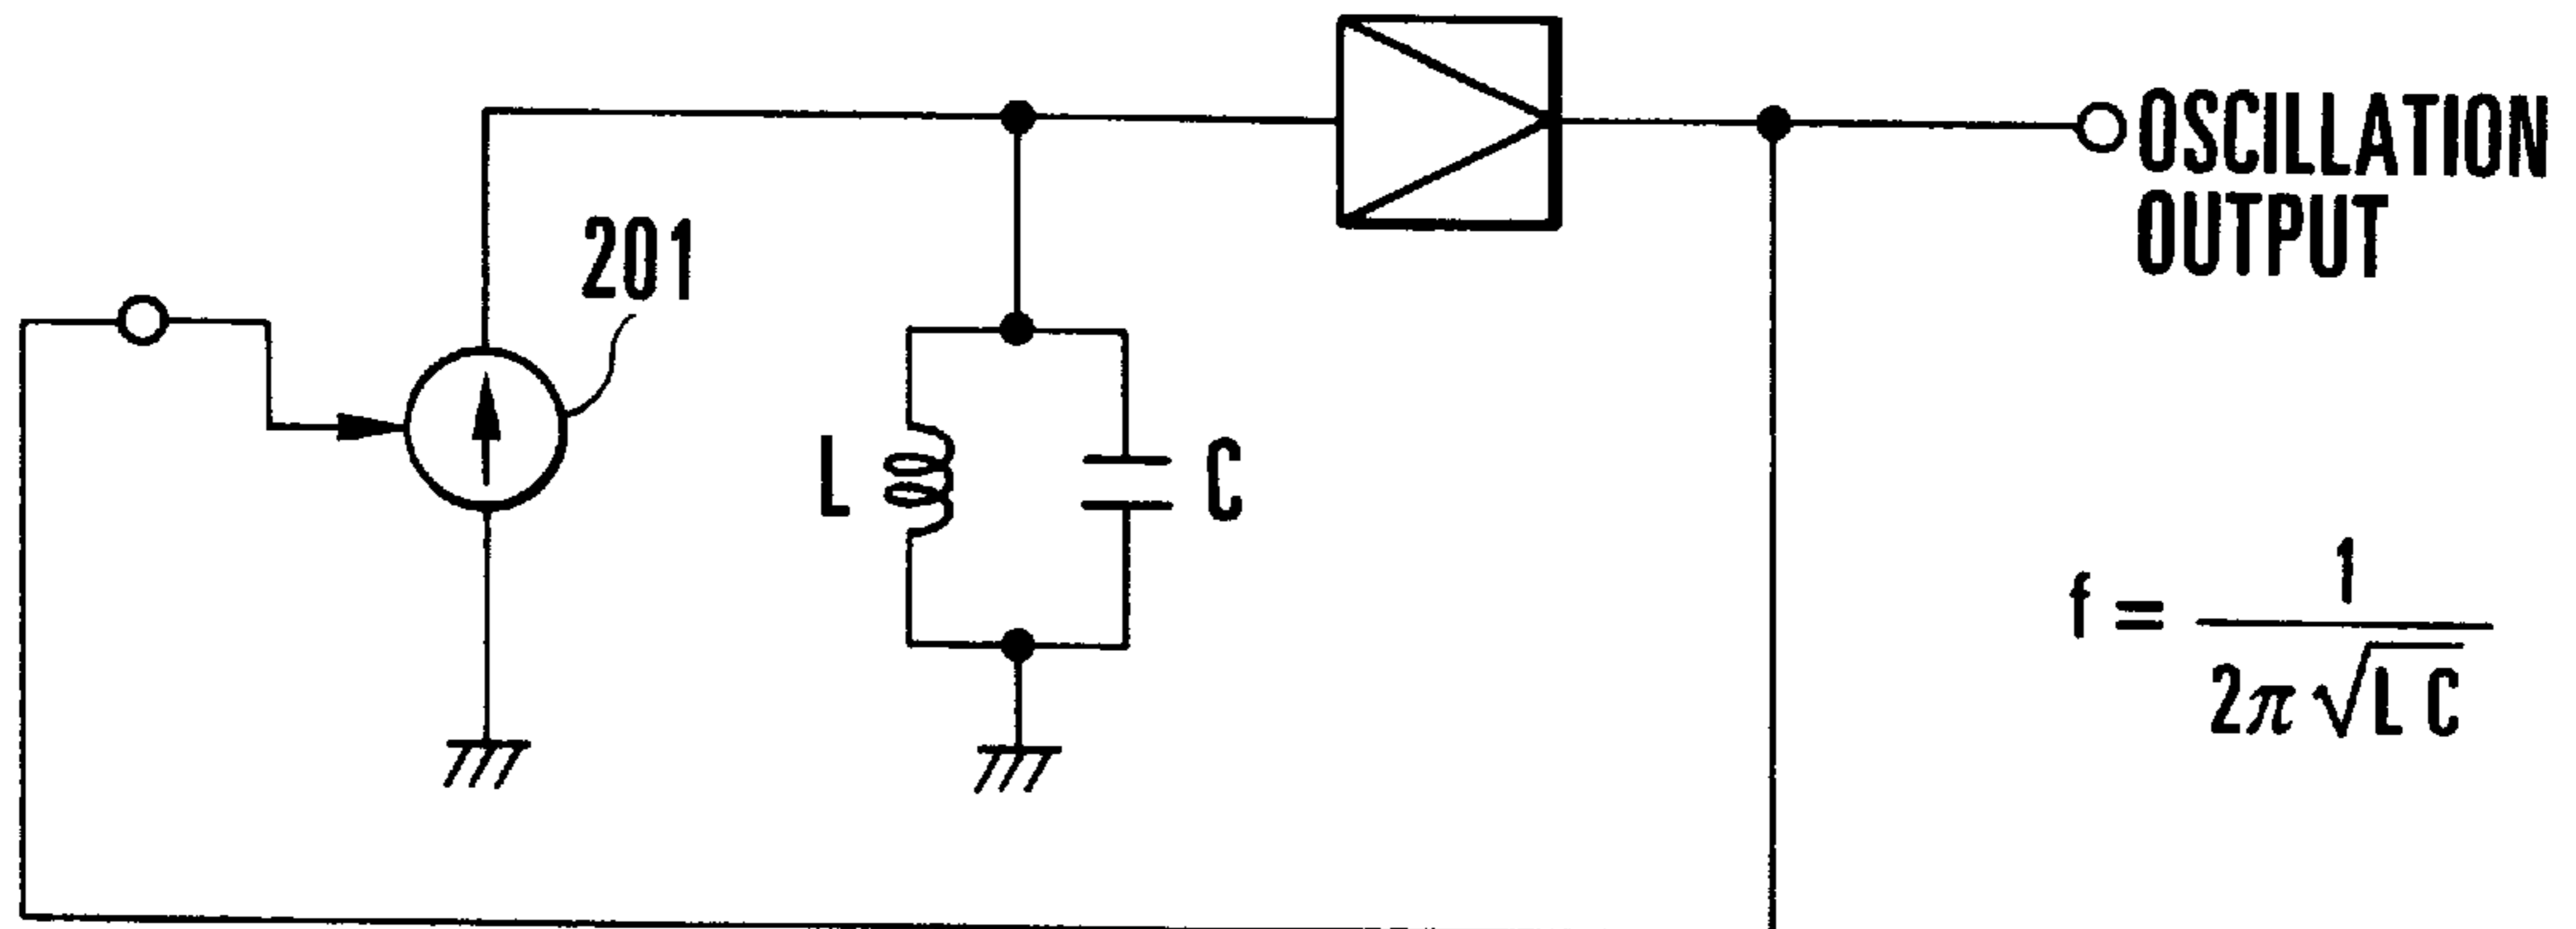 OSCILLATION
OUTPUT
201
L
C
f = 1 / 2π√LC